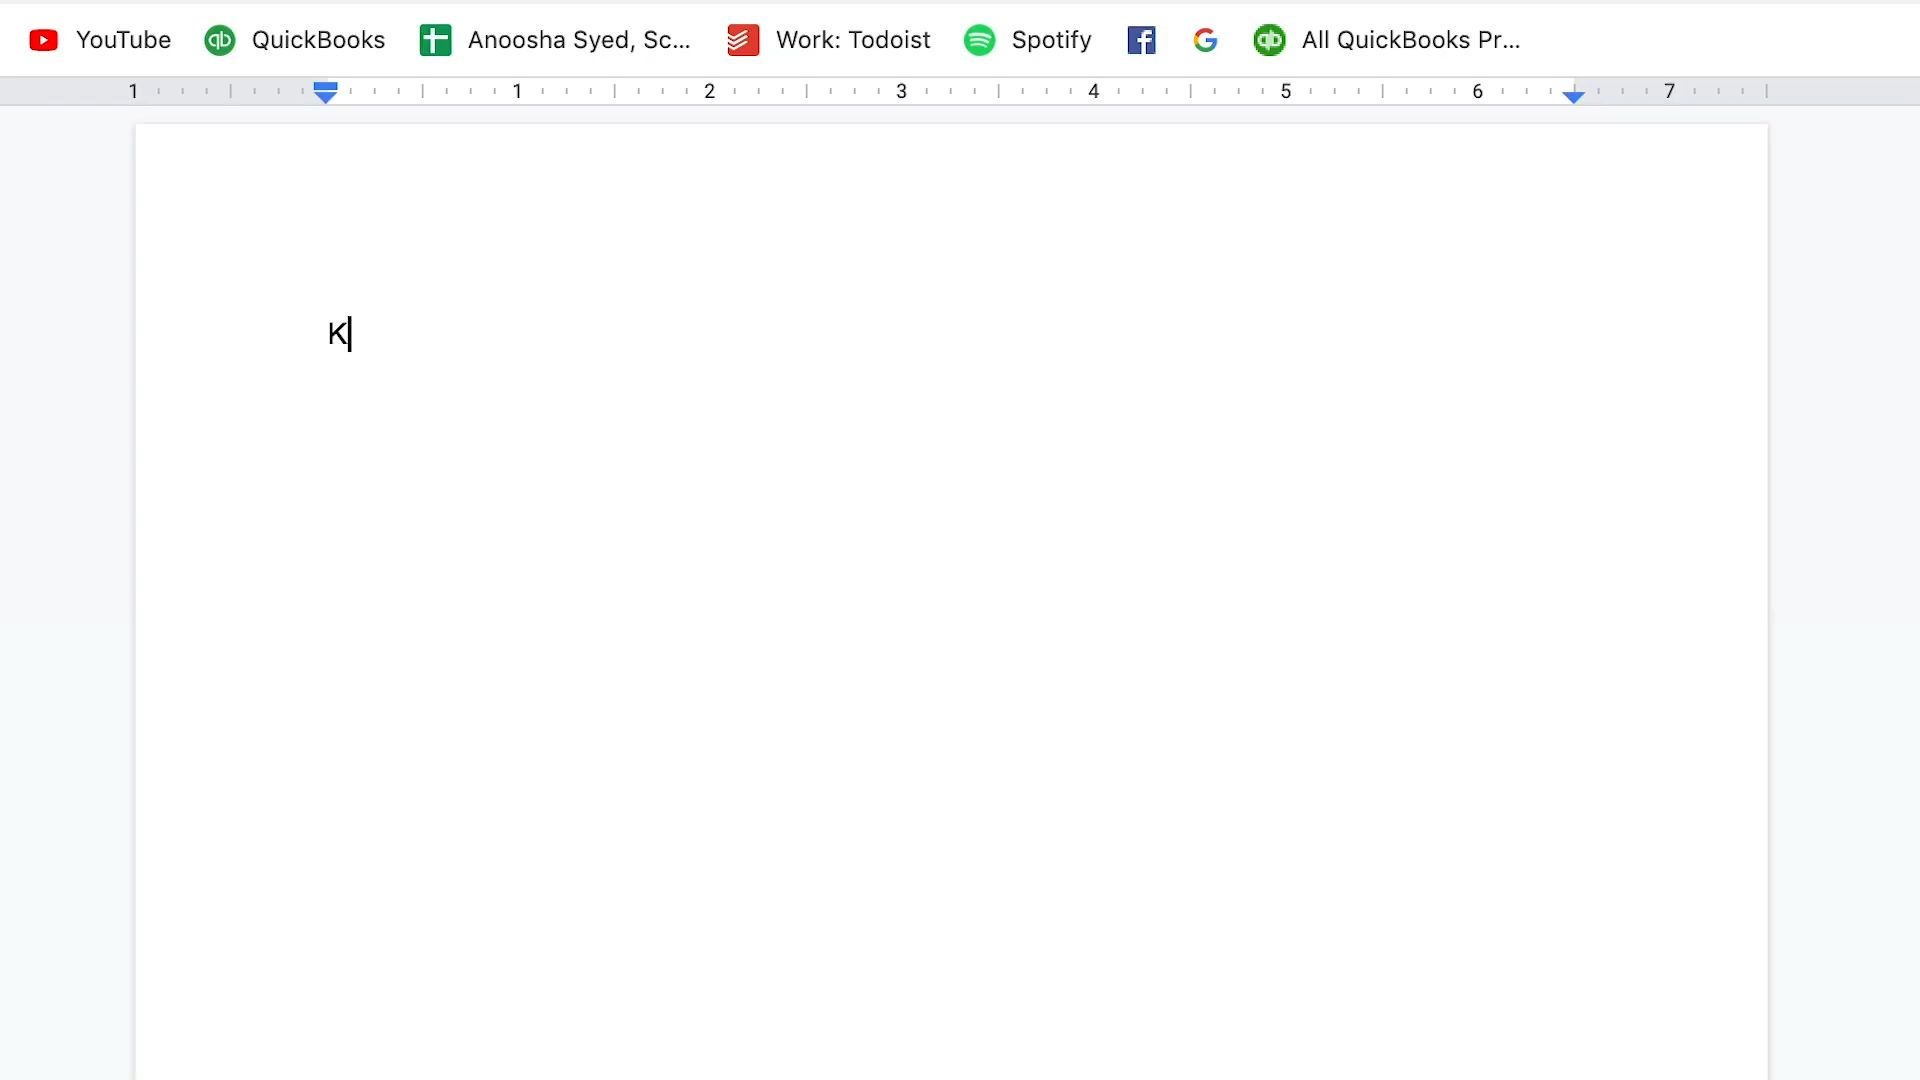 YouTube QuickBooks Anoosha Syed, Sc... Work: Todoist Spotify All QuickBooks Pr...
1 1 2 3 4 5 6 7
K